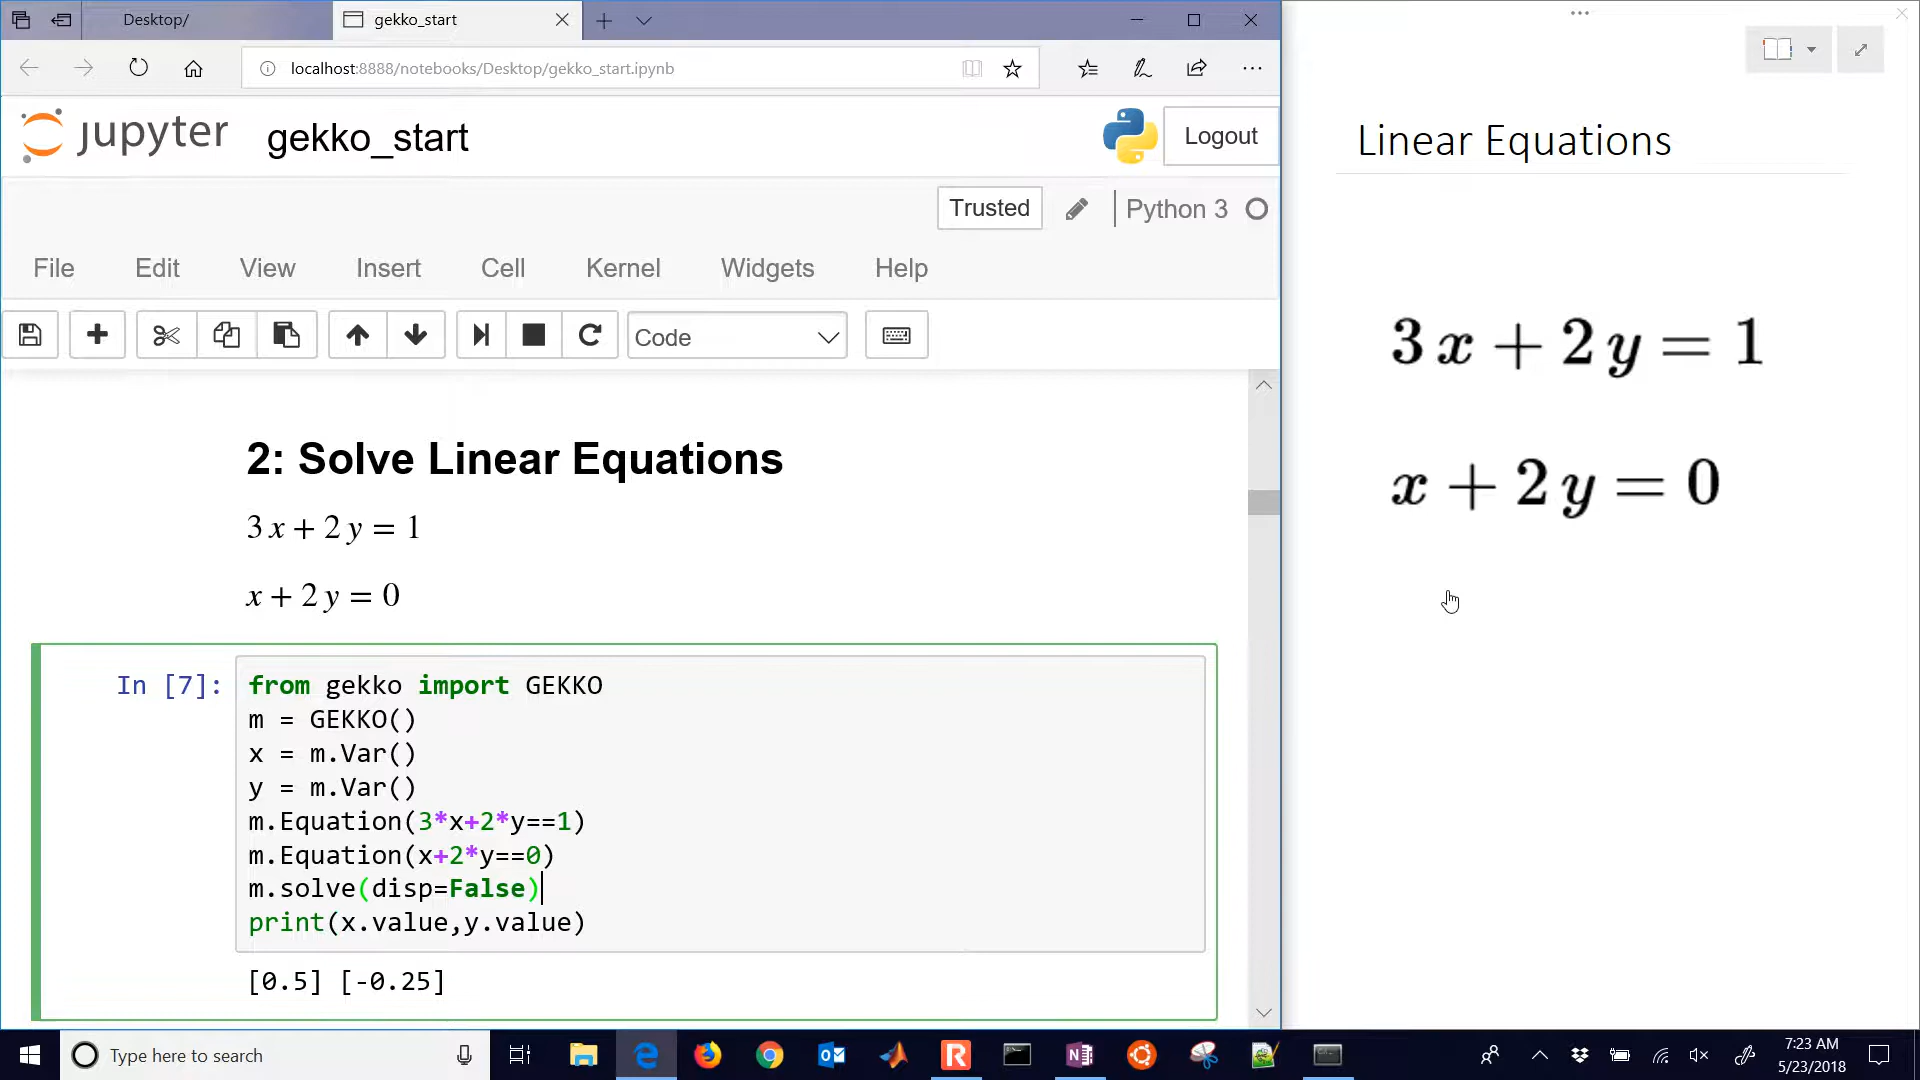 Desktop/
gekko_start
localhost:8888/notebooks/Desktop/gekko_start.ipynb
jupyter gekko_start
Logout
Trusted
Python 3
File Edit View Insert Cell Kernel Widgets Help
Code
2: Solve Linear Equations
3 x + 2 y = 1
x + 2 y = 0
In [7]:
from gekko import GEKKO
m = GEKKO()
x = m.Var()
y = m.Var()
m.Equation(3*x+2*y==1)
m.Equation(x+2*y==0)
m.solve(disp=False)
print(x.value,y.value)
[0.5] [-0.25]
Linear Equations
3 x + 2 y = 1
x + 2 y = 0
Type here to search
7:23 AM
5/23/2018